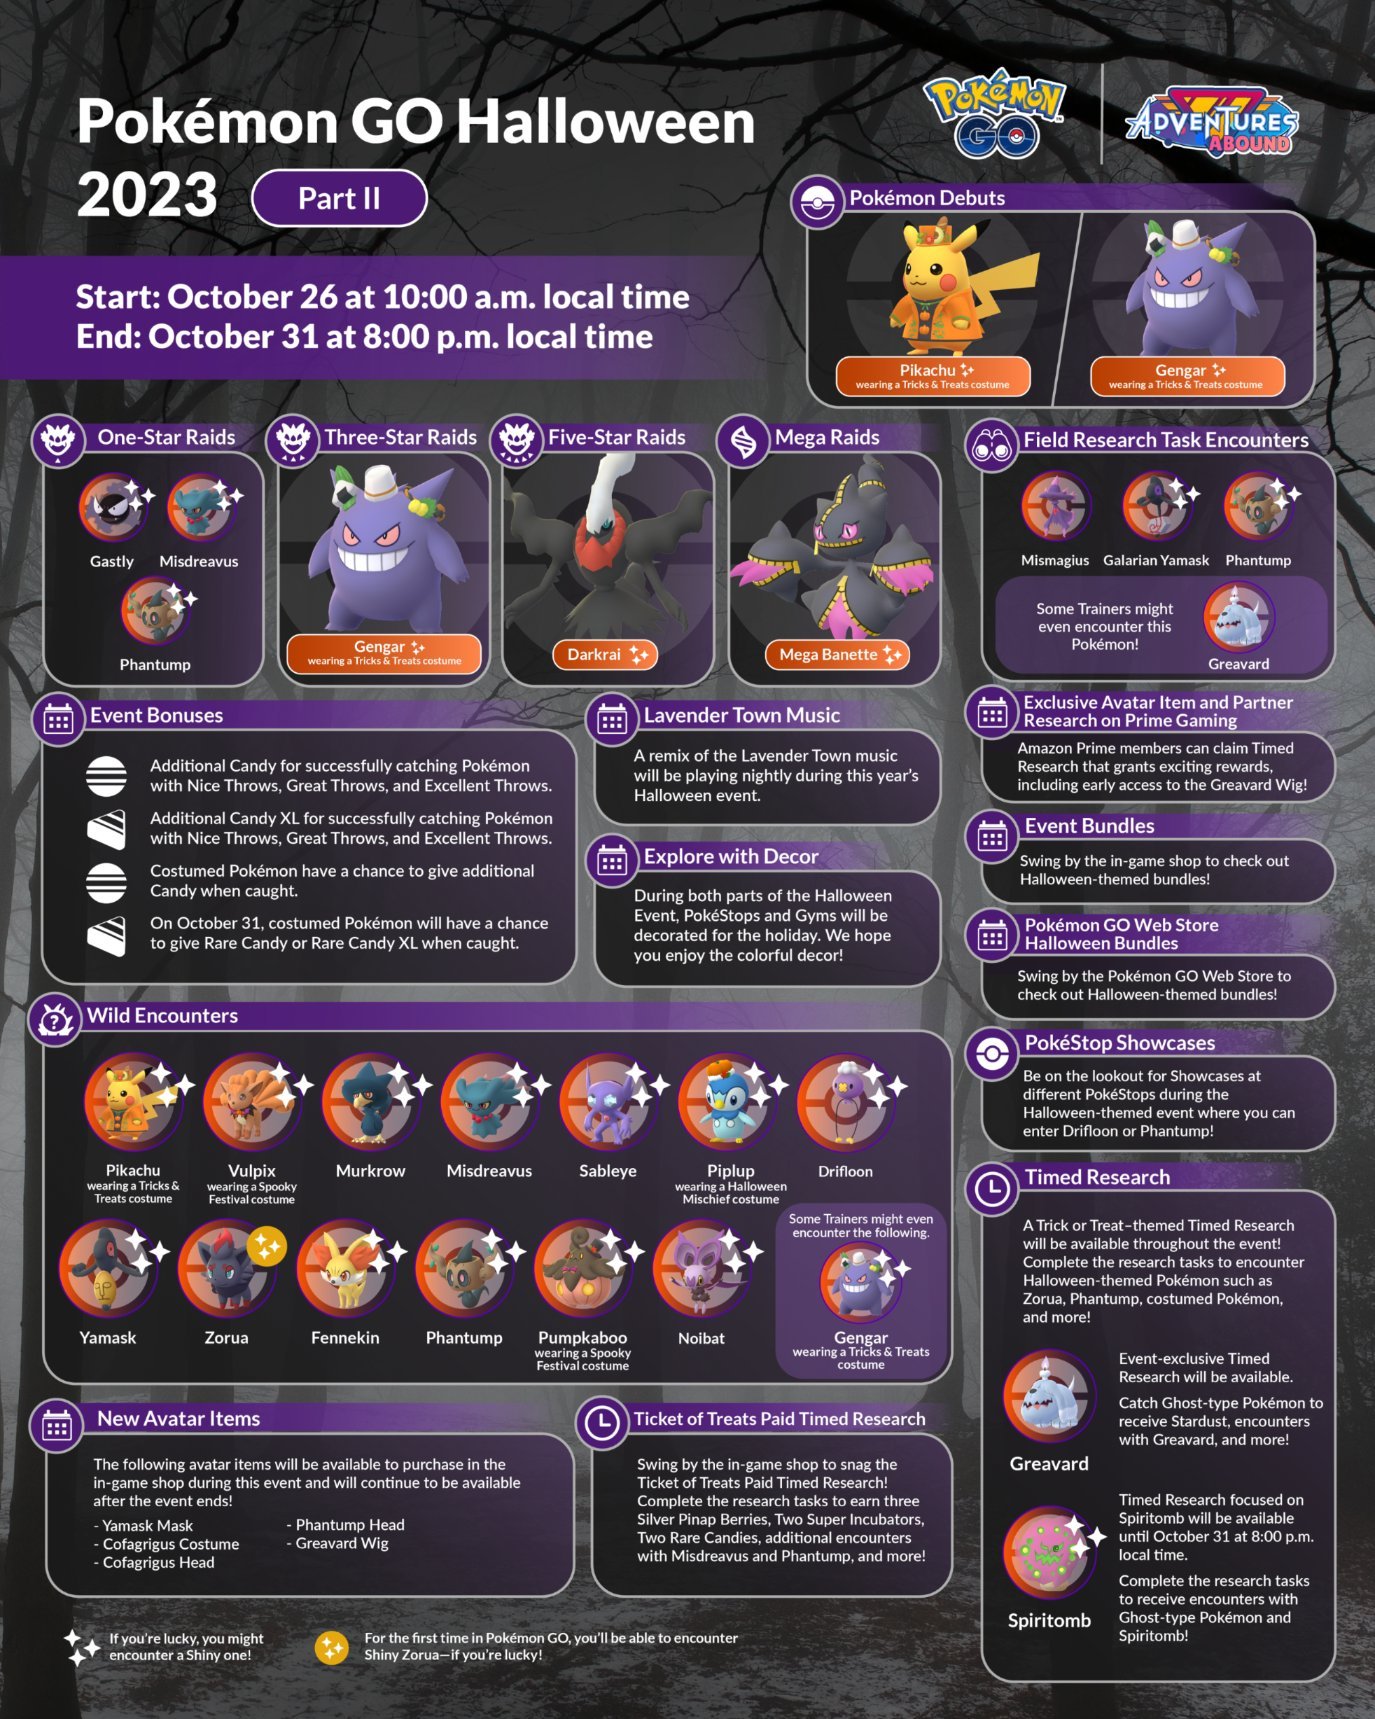 Pokémon GO Halloween
2023
Part II
POKÉMON
GO
ADVENTURES
ABOUND
Start: October 26 at 10:00 a.m. local time
End: October 31 at 8:00 p.m. local time
Pokémon Debuts
Pikachu
wearing a Tricks & Treats costume
Gengar
wearing a Tricks & Treats costume
One-Star Raids
Gastly
Misdreavus
Phantump
Three-Star Raids
Gengar
wearing a Tricks & Treats costume
Five-Star Raids
Darkrai
Mega Raids
Mega Banette
Field Research Task Encounters
Mismagius
Galarian Yamask
Phantump
Some Trainers might
even encounter this
Pokémon!
Greavard
Event Bonuses
Additional Candy for successfully catching Pokémon
with Nice Throws, Great Throws, and Excellent Throws.
Additional Candy XL for successfully catching Pokémon
with Nice Throws, Great Throws, and Excellent Throws.
Costumed Pokémon have a chance to give additional
Candy when caught.
On October 31, costumed Pokémon will have a chance
to give Rare Candy or Rare Candy XL when caught.
Lavender Town Music
A remix of the Lavender Town music
will be playing nightly during this year's
Halloween event.
Explore with Decor
During both parts of the Halloween
Event, PokéStops and Gyms will be
decorated for the holiday. We hope
you enjoy the colorful decor!
Exclusive Avatar Item and Partner
Research on Prime Gaming
Amazon Prime members can claim Timed
Research that grants exciting rewards,
including early access to the Greavard Wig!
Event Bundles
Swing by the in-game shop to check out
Halloween-themed bundles!
Pokémon GO Web Store
Halloween Bundles
Swing by the Pokémon GO Web Store to
check out Halloween-themed bundles!
PokéStop Showcases
Be on the lookout for Showcases at
different PokéStops during the
Halloween-themed event where you can
enter Drifloon or Phantump!
Wild Encounters
Pikachu
wearing a Tricks &
Treats costume
Vulpix
wearing a Spooky
Festival costume
Murkrow
Misdreavus
Sableye
Piplup
wearing a Halloween
Mischief costume
Drifloon
Yamask
Zorua
Fennekin
Phantump
Pumpkaboo
wearing a Spooky
Festival costume
Noibat
Some Trainers might even
encounter the following.
Gengar
wearing a Tricks & Treats
costume
Timed Research
A Trick or Treat–themed Timed Research
will be available throughout the event!
Complete the research tasks to encounter
Halloween-themed Pokémon such as
Zorua, Phantump, costumed Pokémon,
and more!
Greavard
Event-exclusive Timed
Research will be available.
Catch Ghost-type Pokémon to
receive Stardust, encounters
with Greavard, and more!
Spiritomb
Timed Research focused on
Spiritomb will be available
until October 31 at 8:00 p.m.
local time.
Complete the research tasks
to receive encounters with
Ghost-type Pokémon and
Spiritomb!
New Avatar Items
The following avatar items will be available to purchase in the
in-game shop during this event and will continue to be available
after the event ends!
- Yamask Mask
- Cofagrigus Costume
- Cofagrigus Head
- Phantump Head
- Greavard Wig
Ticket of Treats Paid Timed Research
Swing by the in-game shop to snag the
Ticket of Treats Paid Timed Research!
Complete the research tasks to earn three
Silver Pinap Berries, Two Super Incubators,
Two Rare Candies, additional encounters
with Misdreavus and Phantump, and more!
If you're lucky, you might
encounter a Shiny one!
For the first time in Pokémon GO, you'll be able to encounter
Shiny Zorua—if you're lucky!